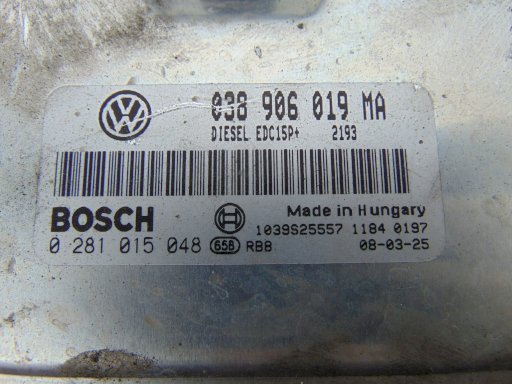 038 906 019 MA
DIESEL EDC15P+ 2193
BOSCH
Made in Hungary
1039S25557 1184 0197
0 281 015 048 656 RBB 08-03-25